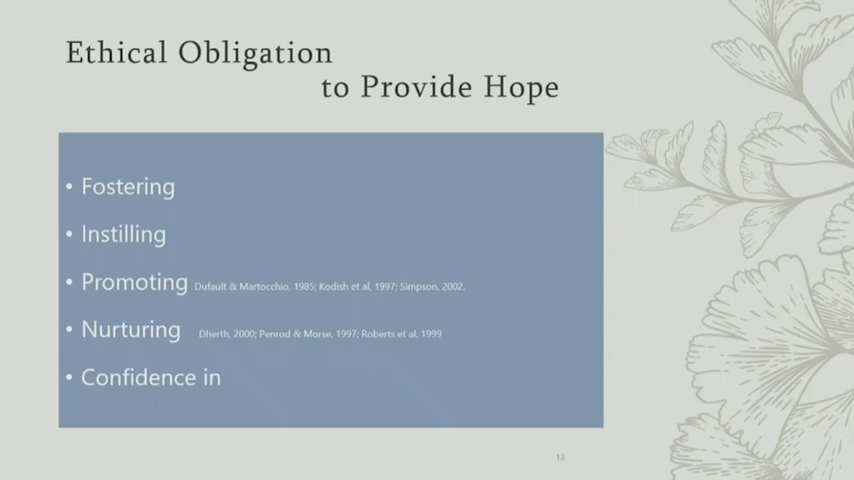 Ethical Obligation
to Provide Hope
• Fostering
• Instilling
• Promoting Dufault & Martocchio, 1985; Kodish et al, 1997; Simpson, 2002.
• Nurturing Dherth, 2000; Penrod & Morse, 1997; Roberts et al, 1999
• Confidence in
13